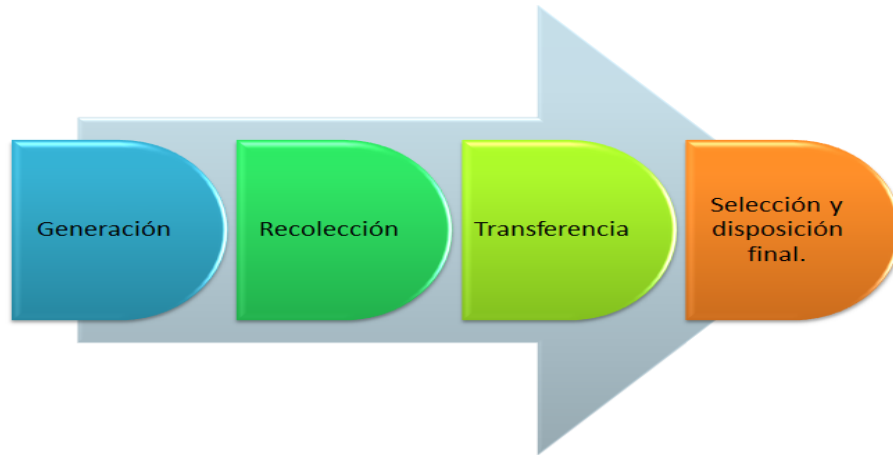 Generación
Recolección
Transferencia
Selección y
disposición
final.